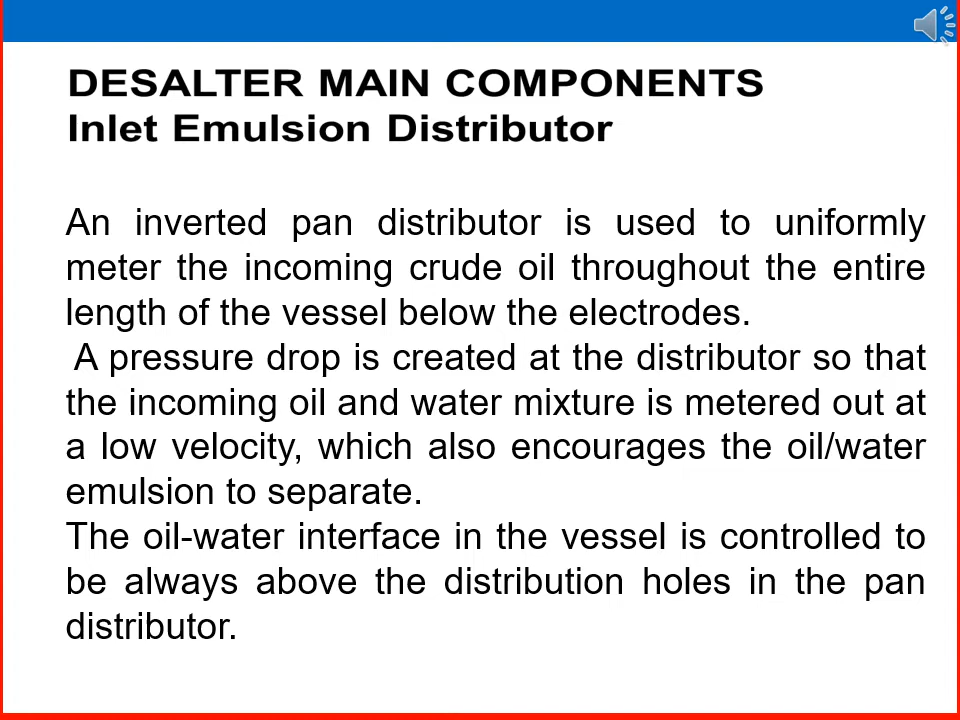 DESALTER MAIN COMPONENTS
Inlet Emulsion Distributor
An inverted pan distributor is used to uniformly
meter the incoming crude oil throughout the entire
length of the vessel below the electrodes.
A pressure drop is created at the distributor so that
the incoming oil and water mixture is metered out at
a low velocity, which also encourages the oil/water
emulsion to separate.
The oil-water interface in the vessel is controlled to
be always above the distribution holes in the pan
distributor.